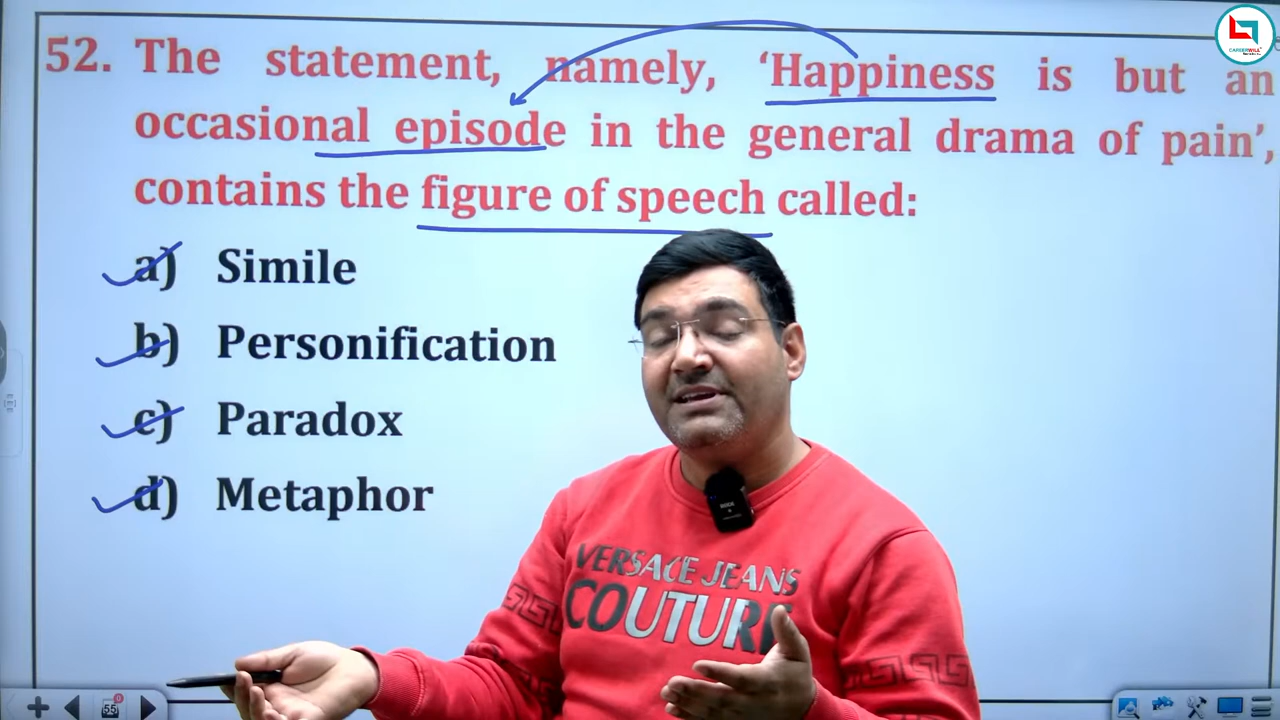 52. The statement, namely, ‘Happiness is but an
occasional episode in the general drama of pain’,
contains the figure of speech called:
a) Simile
b) Personification
c) Paradox
d) Metaphor
VERSACE JEANS
COUTURE
CAREERWILL
55